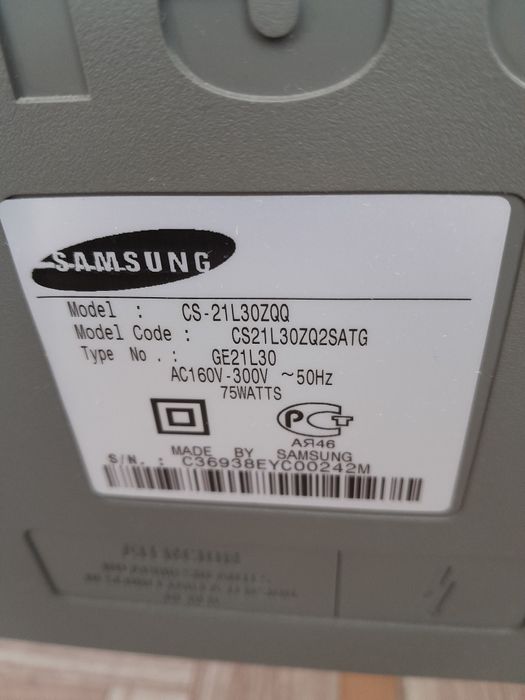 SAMSUNG
Model : CS-21L30ZQQ
Model Code : CS21L30ZQ2SATG
Type No . : GE21L30
AC160V-300V ~50Hz
75WATTS
РСТ
АЯ46
MADE BY SAMSUNG
S/N. : C36938EYC00242M